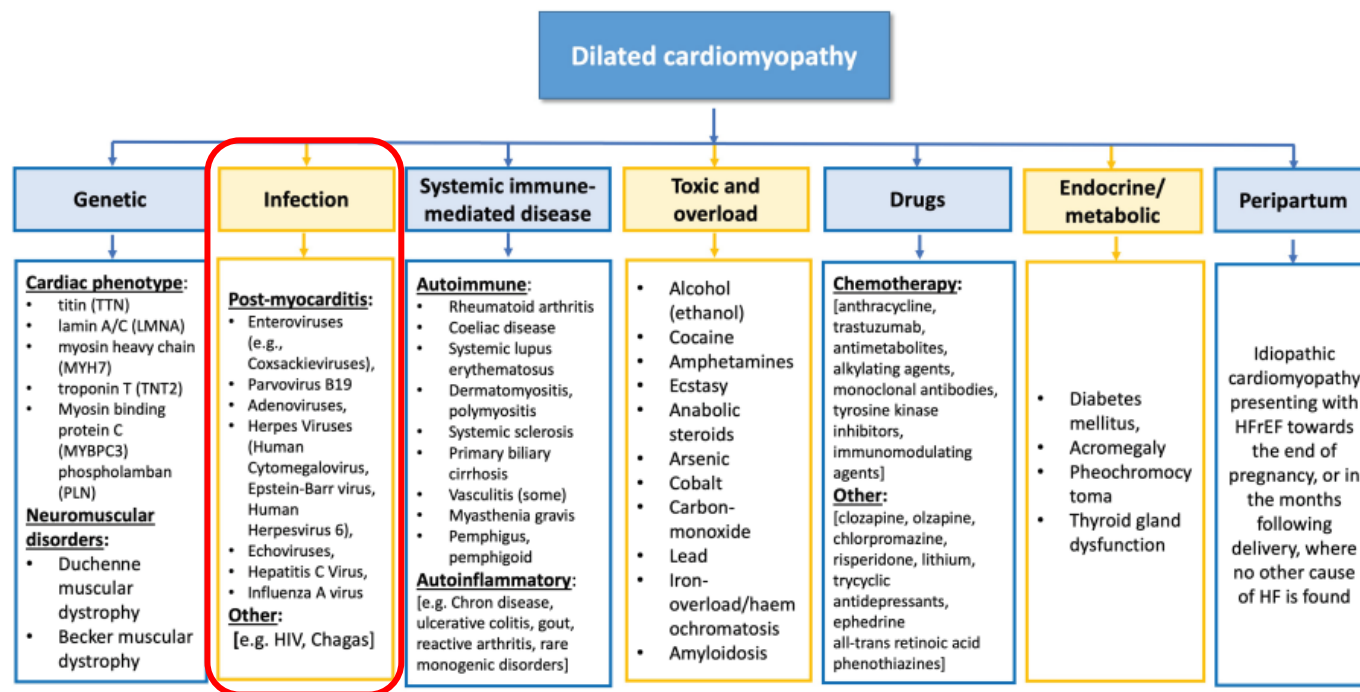 Dilated cardiomyopathy
Genetic
Cardiac phenotype:
• titin (TTN)
• lamin A/C (LMNA)
• myosin heavy chain
(MYH7)
• troponin T (TNT2)
• Myosin binding
protein C
(MYBPC3)
phospholamban
(PLN)
Neuromuscular
disorders:
• Duchenne
muscular
dystrophy
• Becker muscular
dystrophy
Infection
Post-myocarditis:
• Enteroviruses
(e.g.,
Coxsackieviruses),
• Parvovirus B19
• Adenoviruses,
• Herpes Viruses
(Human
Cytomegalovirus,
Epstein-Barr virus,
Human
Herpesvirus 6),
• Echoviruses,
• Hepatitis C Virus,
• Influenza A virus
Other:
[e.g. HIV, Chagas]
Systemic immune-
mediated disease
Autoimmune:
• Rheumatoid arthritis
• Coeliac disease
• Systemic lupus
erythematosus
• Dermatomyositis,
polymyositis
• Systemic sclerosis
• Primary biliary
cirrhosis
• Vasculitis (some)
• Myasthenia gravis
• Pemphigus,
pemphigoid
Autoinflammatory:
[e.g. Chron disease,
ulcerative colitis, gout,
reactive arthritis, rare
monogenic disorders]
Toxic and
overload
• Alcohol
(ethanol)
• Cocaine
• Amphetamines
• Ecstasy
• Anabolic
steroids
• Arsenic
• Cobalt
• Carbon-
monoxide
• Lead
• Iron-
overload/haem
ochromatosis
• Amyloidosis
Drugs
Chemotherapy:
[anthracycline,
trastuzumab,
antimetabolites,
alkylating agents,
monoclonal antibodies,
tyrosine kinase
inhibitors,
immunomodulating
agents]
Other:
[clozapine, olzapine,
chlorpromazine,
risperidone, lithium,
trycyclic
antidepressants,
ephedrine
all-trans retinoic acid
phenothiazines]
Endocrine/
metabolic
• Diabetes
mellitus,
• Acromegaly
• Pheochromocy
toma
• Thyroid gland
dysfunction
Peripartum
Idiopathic
cardiomyopathy
presenting with
HFrEF towards
the end of
pregnancy, or in
the months
following
delivery, where
no other cause
of HF is found